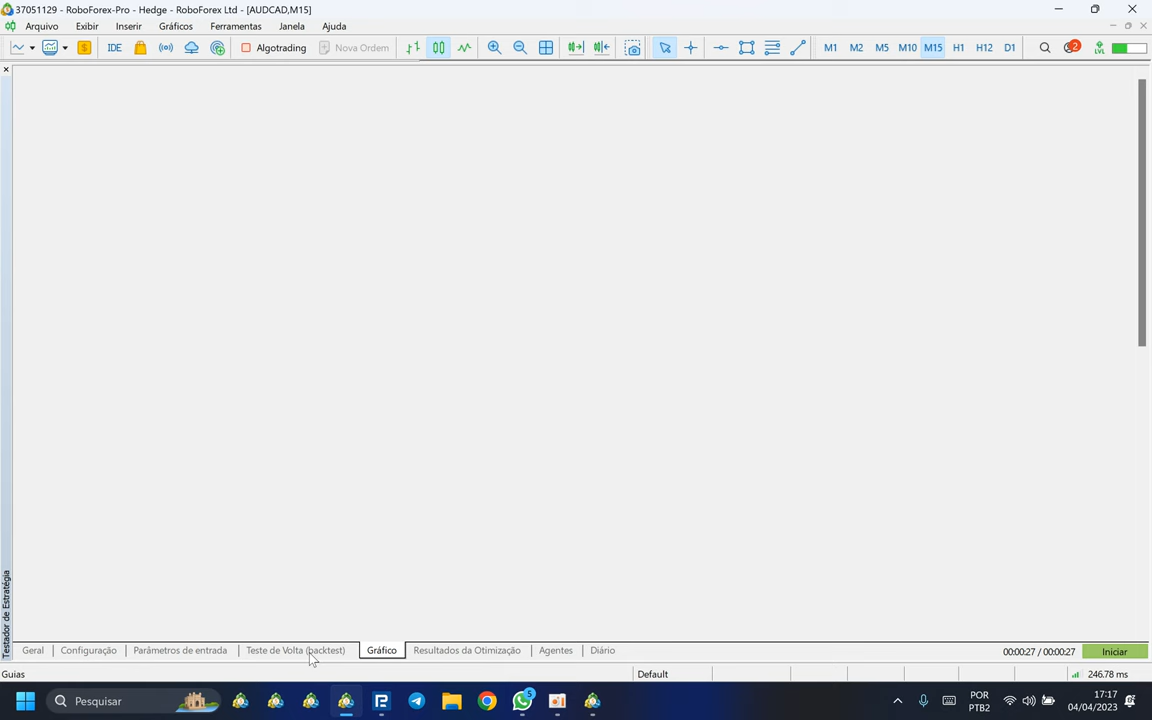 37051129 - RoboForex-Pro - Hedge - RoboForex Ltd - [AUDCAD,M15]
Arquivo Exibir Inserir Gráficos Ferramentas Janela Ajuda
IDE Algotrading Nova Ordem M1 M2 M5 M10 M15 H1 H12 D1 2 LVL
Testador de Estratégia
Geral Configuração Parâmetros de entrada Teste de Volta (backtest) Gráfico Resultados da Otimização Agentes Diário 00:00:27 / 00:00:27 Iniciar
Guias Default 246.78 ms
Pesquisar 5 POR 17:17
PTB2 04/04/2023